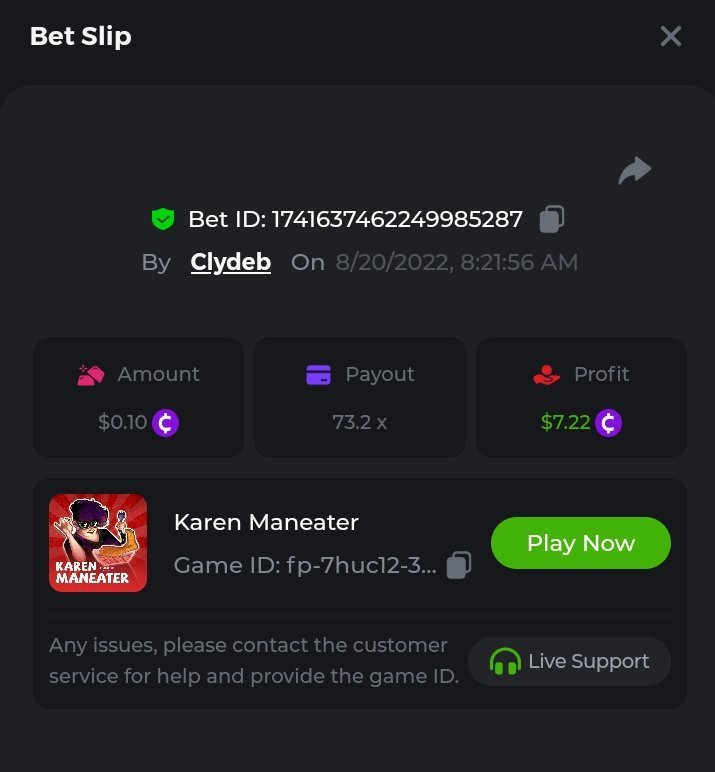 Bet Slip
Bet ID: 1741637462249985287
By Clydeb On 8/20/2022, 8:21:56 AM
Amount Payout Profit
$0.10 73.2 x $7.22
KAREN
MANEATER
Karen Maneater
Game ID: fp-7huc12-3...
Play Now
Any issues, please contact the customer
service for help and provide the game ID.
Live Support